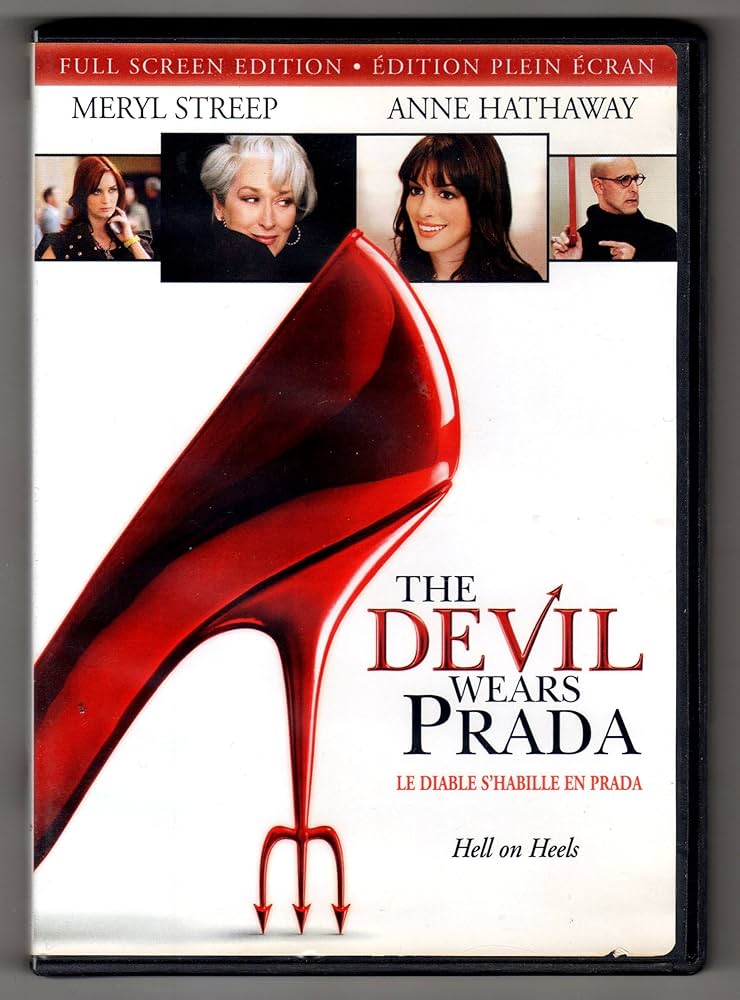 FULL SCREEN EDITION • ÉDITION PLEIN ÉCRAN
MERYL STREEP ANNE HATHAWAY
THE
DEVIL
WEARS
PRADA
LE DIABLE S'HABILLE EN PRADA
Hell on Heels